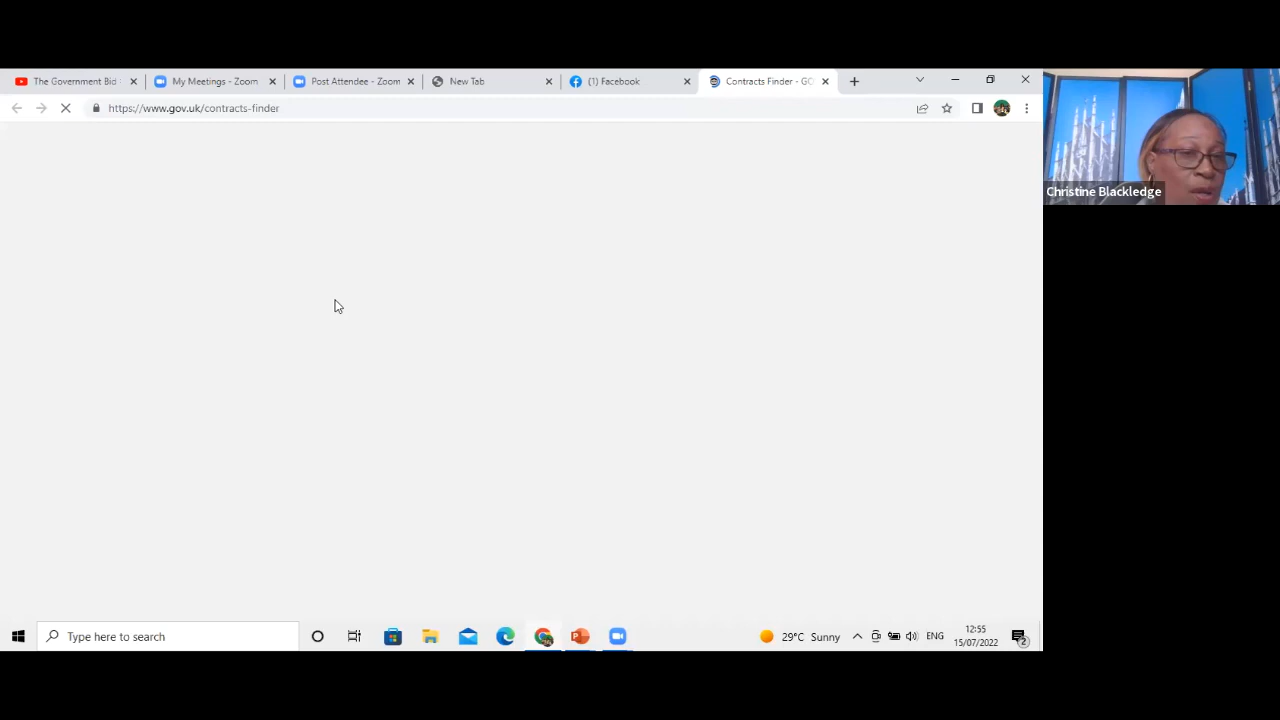 The Government Bid
My Meetings - Zoom
Post Attendee - Zoom
New Tab
(1) Facebook
Contracts Finder - GO
https://www.gov.uk/contracts-finder
Christine Blackledge
Type here to search
29°C Sunny
ENG
12:55
15/07/2022
2